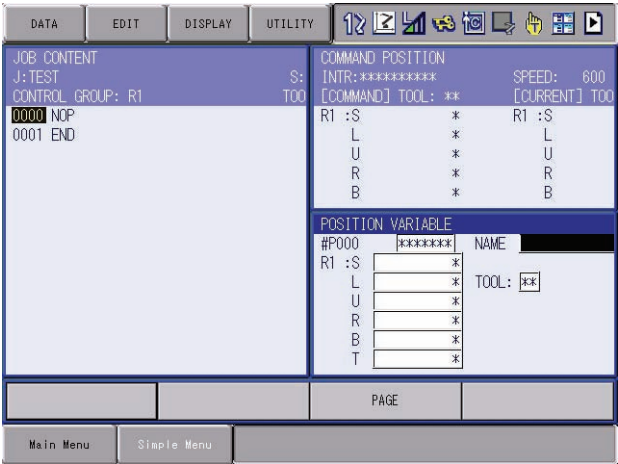 DATA EDIT DISPLAY UTILITY
JOB CONTENT
J:TEST S:
CONTROL GROUP: R1 TOO
0000 NOP
0001 END
COMMAND POSITION
INTR:********** SPEED: 600
[COMMAND] TOOL: ** [CURRENT] TOO
R1 :S * R1 :S
L * L
U * U
R * R
B * B
POSITION VARIABLE
#P000 ******* NAME
R1 :S *
L * TOOL: **
U *
R *
B *
T *
PAGE
Main Menu Simple Menu